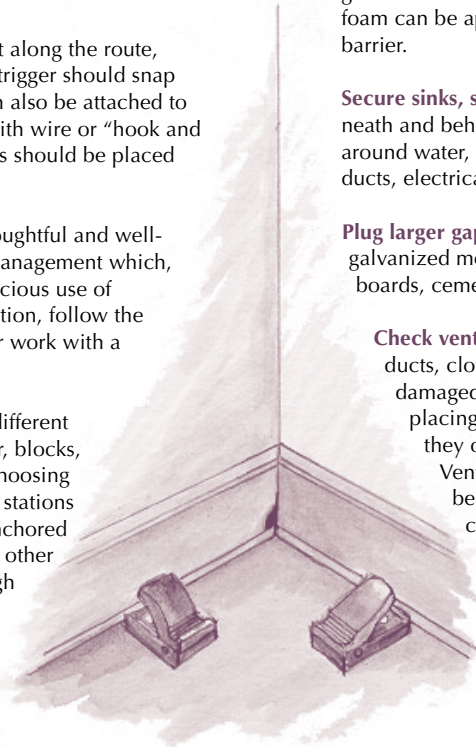 t along the route,
trigger should snap
also be attached to
ith wire or “hook and
s should be placed
oughtful and well-
anagement which,
cious use of
tion, follow the
r work with a
different
r, blocks,
hoosing
stations
nchored
other
gh
foam can be ap
barrier.
Secure sinks, s
neath and beh
around water,
ducts, electrica
Plug larger gap
galvanized me
boards, ceme
Check vent
ducts, clo
damaged
placing
they c
Ven
be
c